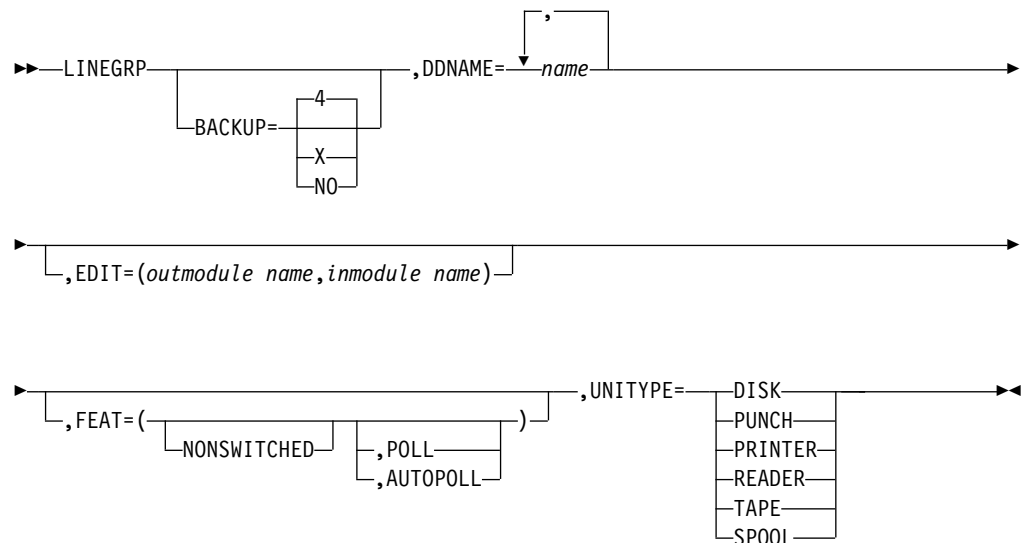 ,
LINEGRP ,DDNAME= name
4
BACKUP=
X
NO
,EDIT=(outmodule name,inmodule name)
,UNITYPE= DISK
,FEAT=( ) PUNCH
NONSWITCHED ,POLL PRINTER
,AUTOPOLL READER
TAPE
SPOOL